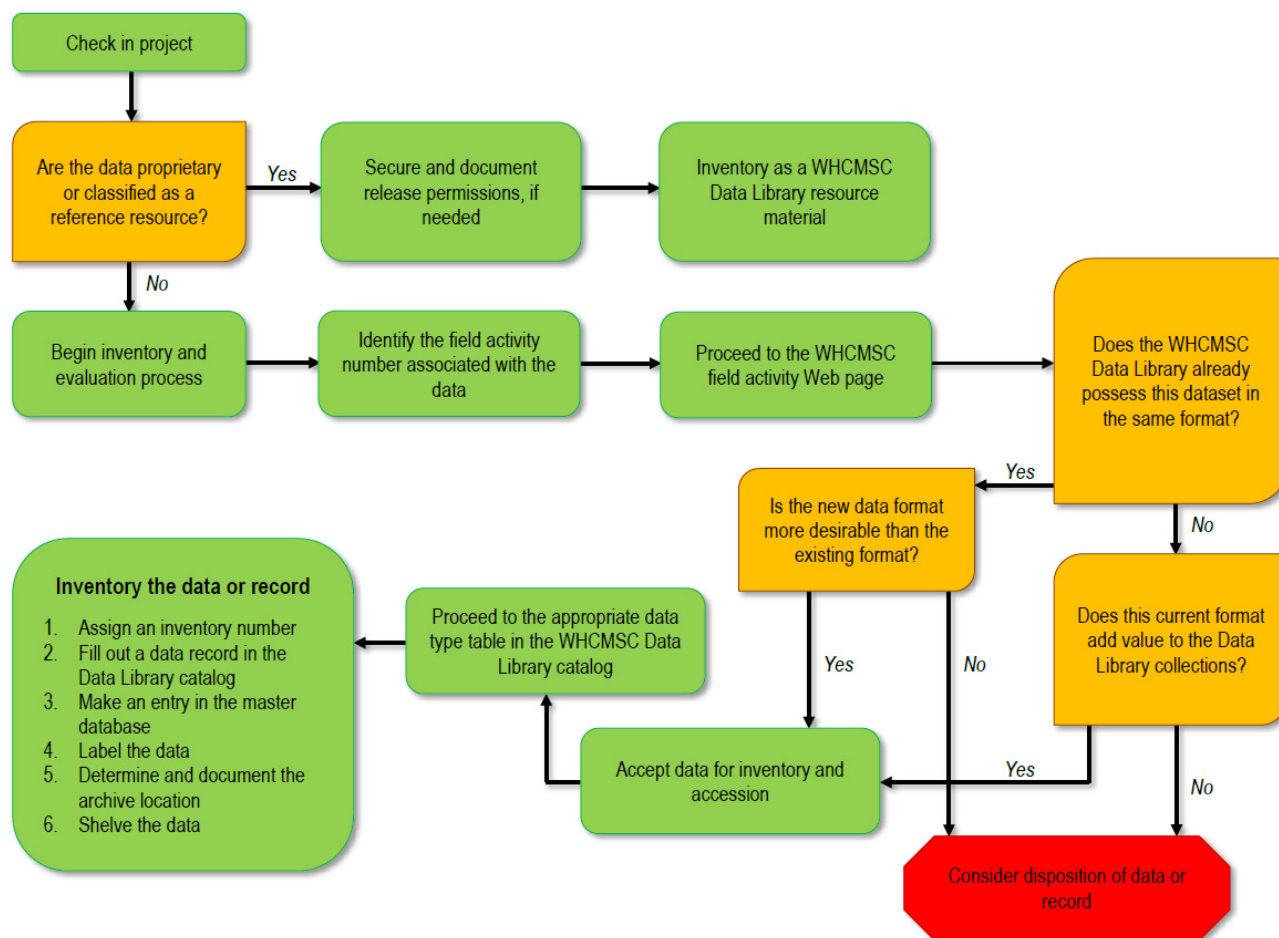 Check in project
Are the data proprietary
or classified as a
reference resource?
Yes
Secure and document
release permissions, if
needed
Inventory as a WHCMSC
Data Library resource
material
No
Begin inventory and
evaluation process
Identify the field activity
number associated with the
data
Proceed to the WHCMSC
field activity Web page
Does the WHCMSC
Data Library already
possess this dataset in
the same format?
Yes
No
Is the new data format
more desirable than the
existing format?
Does this current format
add value to the Data
Library collections?
Yes
No
Yes
No
Accept data for inventory and
accession
Proceed to the appropriate data
type table in the WHCMSC Data
Library catalog
Inventory the data or record
1. Assign an inventory number
2. Fill out a data record in the
Data Library catalog
3. Make an entry in the master
database
4. Label the data
5. Determine and document the
archive location
6. Shelve the data
Consider disposition of data or
record